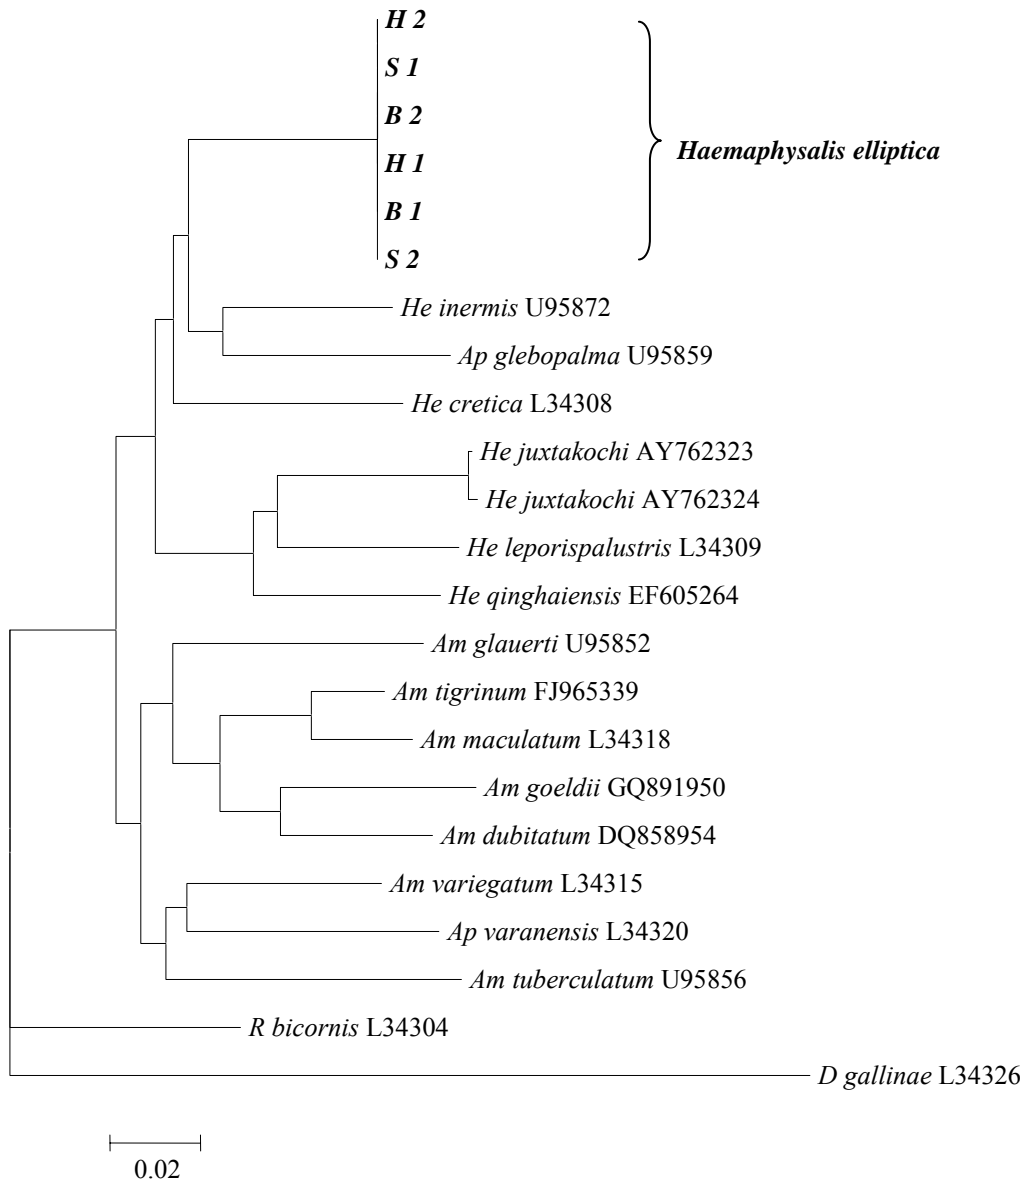 H 2
S 1
B 2
H 1
Haemaphysalis elliptica
B 1
S 2
He inermis U95872
Ap glebopalma U95859
He cretica L34308
He juxtakochi AY762323
He juxtakochi AY762324
He leporispalustris L34309
He qinghaiensis EF605264
Am glauerti U95852
Am tigrinum FJ965339
Am maculatum L34318
Am goeldii GQ891950
Am dubitatum DQ858954
Am variegatum L34315
Ap varanensis L34320
Am tuberculatum U95856
R bicornis L34304
D gallinae L34326
0.02